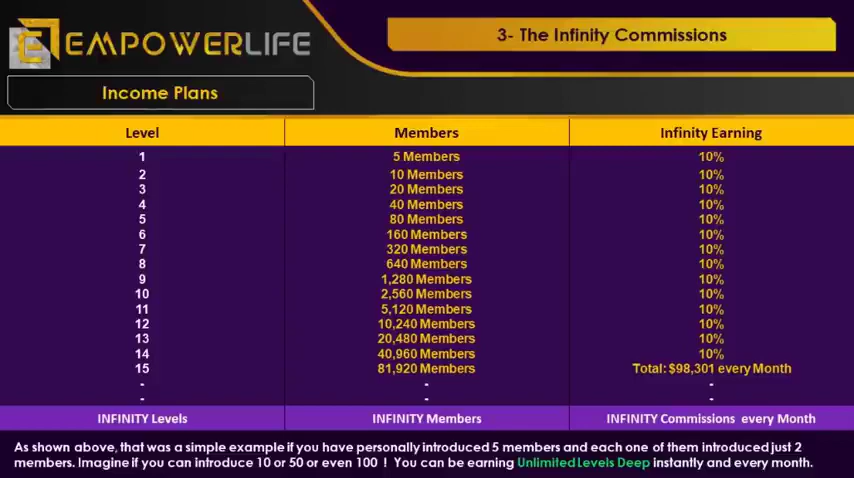 EMPOWERLIFE
3- The Infinity Commissions
Income Plans
Level Members Infinity Earning
1 5 Members 10%
2 10 Members 10%
3 20 Members 10%
4 40 Members 10%
5 80 Members 10%
6 160 Members 10%
7 320 Members 10%
8 640 Members 10%
9 1,280 Members 10%
10 2,560 Members 10%
11 5,120 Members 10%
12 10,240 Members 10%
13 20,480 Members 10%
14 40,960 Members 10%
15 81,920 Members Total: $98,301 every Month
- - -
- - -
INFINITY Levels INFINITY Members INFINITY Commissions every Month
As shown above, that was a simple example if you have personally introduced 5 members and each one of them introduced just 2
members. Imagine if you can introduce 10 or 50 or even 100 ! You can be earning Unlimited Levels Deep instantly and every month.